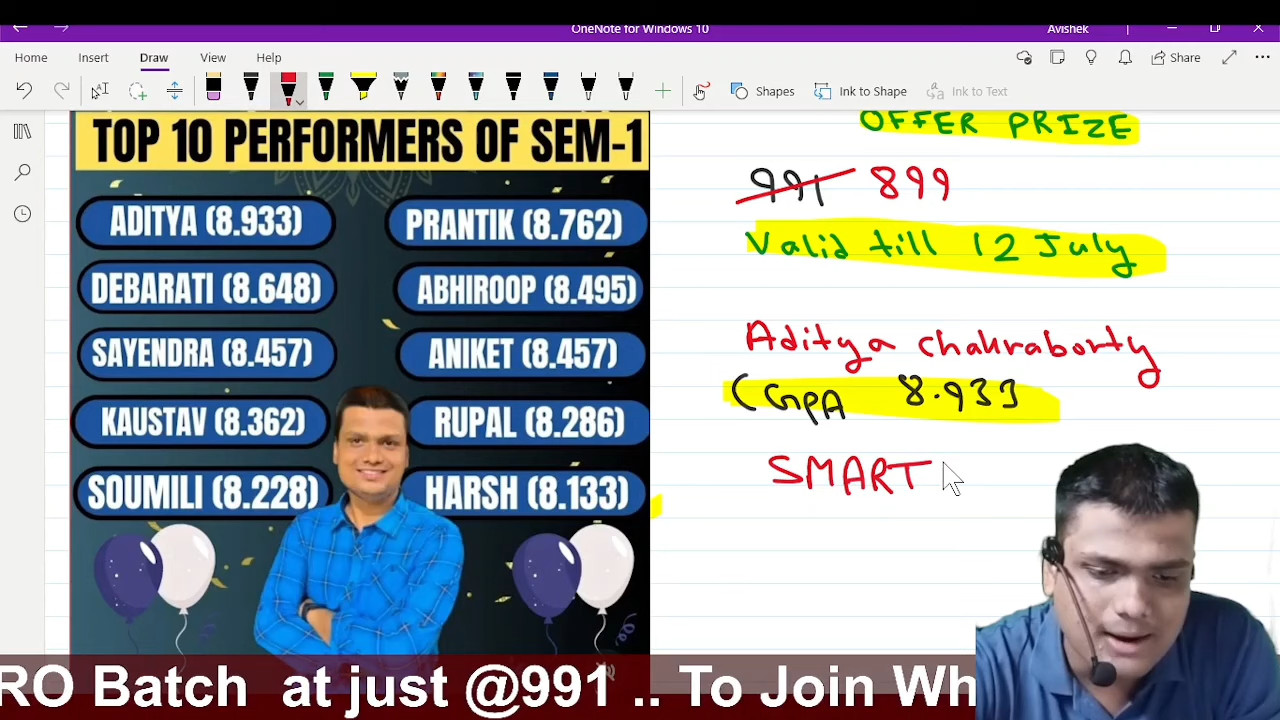 OneNote for Windows 10
Avishek
Home Insert Draw View Help
Share
Shapes
Ink to Shape
Ink to Text
TOP 10 PERFORMERS OF SEM-1
ADITYA (8.933)
PRANTIK (8.762)
DEBARATI (8.648)
ABHIROOP (8.495)
SAYENDRA (8.457)
ANIKET (8.457)
KAUSTAV (8.362)
RUPAL (8.286)
SOUMILI (8.228)
HARSH (8.133)
OFFER PRIZE
991 899
Valid till 12 July
Aditya Chakraborty
CGPA 8.933
SMART
RO Batch at just @991 .. To Join Wh